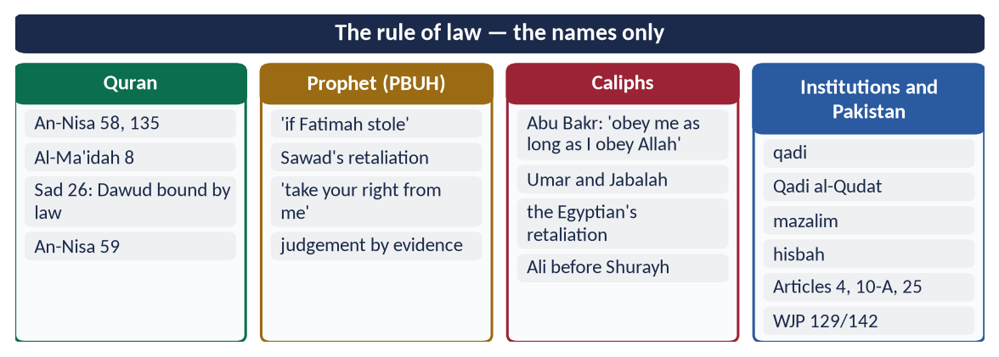 The rule of law — the names only
Quran
An-Nisa 58, 135
Al-Ma'idah 8
Sad 26: Dawud bound by
law
An-Nisa 59
Prophet (PBUH)
'if Fatimah stole'
Sawad's retaliation
'take your right from
me'
judgement by evidence
Caliphs
Abu Bakr: 'obey me as
long as I obey Allah'
Umar and Jabalah
the Egyptian's
retaliation
Ali before Shurayh
Institutions and
Pakistan
qadi
Qadi al-Qudat
mazalim
hisbah
Articles 4, 10-A, 25
WJP 129/142